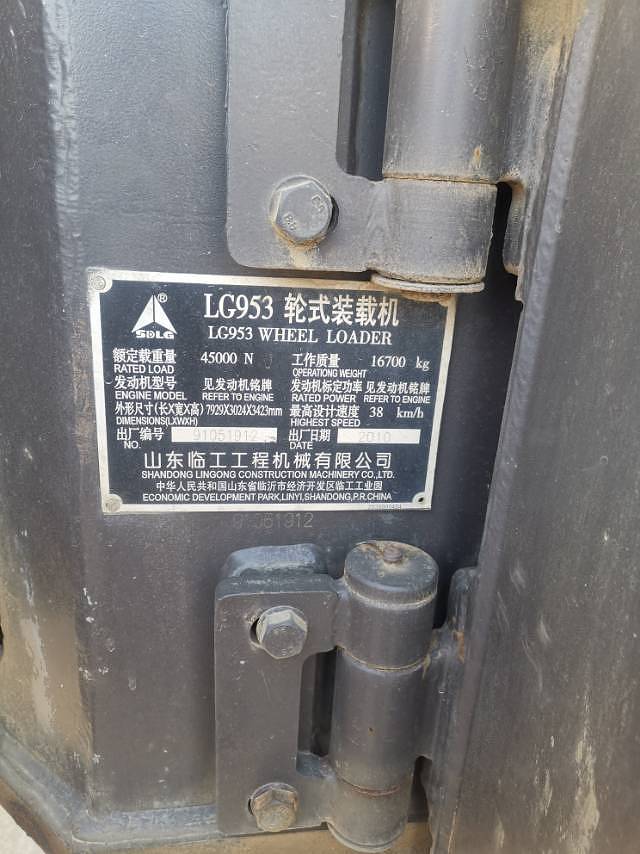 LG953 轮式装载机
LG953 WHEEL LOADER
® SDLG
额定载重量 45000 N 工作质量 16700 kg
RATED LOAD OPERATIONG WEIGHT
发动机型号 见发动机铭牌 发动机标定功率 见发动机铭牌
ENGINE MODEL REFER TO ENGINE RATED POWER REFER TO ENGINE
外形尺寸(长X宽X高) 7929X3024X3423mm 最高设计速度 38 km/h
DIMENSIONS(LXWXH) HIGHEST SPEED
出厂编号 91051912 出厂日期 2010
NO. DATE
山东临工工程机械有限公司
SHANDONG LINGONG CONSTRUCTION MACHINERY CO.,LTD.
中华人民共和国山东省临沂市经济开发区临工工业园
ECONOMIC DEVELOPMENT PARK,LINYI,SHANDONG,P.R.CHINA